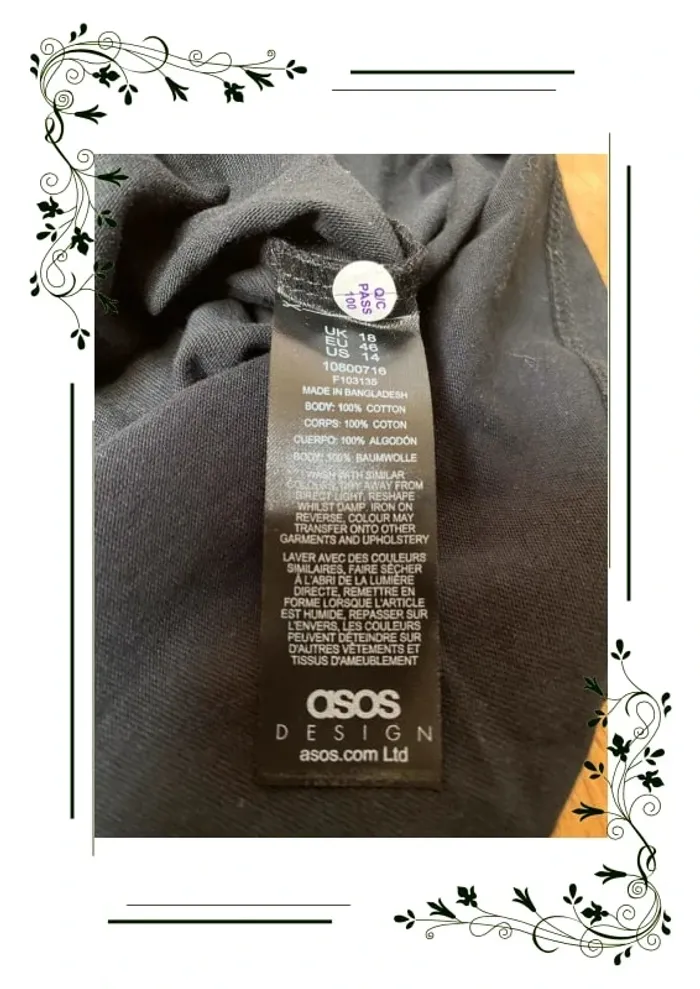 Q/C
PASS
100
UK 18
EU 46
US 14
10800716
F103135
MADE IN BANGLADESH
BODY: 100% COTTON
CORPS: 100% COTON
CUERPO: 100% ALGODÓN
BODY: 100% BAUMWOLLE
WASH WITH SIMILAR
COLOURS, DRY AWAY FROM
DIRECT LIGHT, RESHAPE
WHILST DAMP, IRON ON
REVERSE, COLOUR MAY
TRANSFER ONTO OTHER
GARMENTS AND UPHOLSTERY
LAVER AVEC DES COULEURS
SIMILAIRES, FAIRE SÉCHER
À L'ABRI DE LA LUMIÈRE
DIRECTE, REMETTRE EN
FORME LORSQUE L'ARTICLE
EST HUMIDE, REPASSER SUR
L'ENVERS, LES COULEURS
PEUVENT DÉTEINDRE SUR
D'AUTRES VÊTEMENTS ET
TISSUS D'AMEUBLEMENT
asos
DESIGN
asos.com Ltd